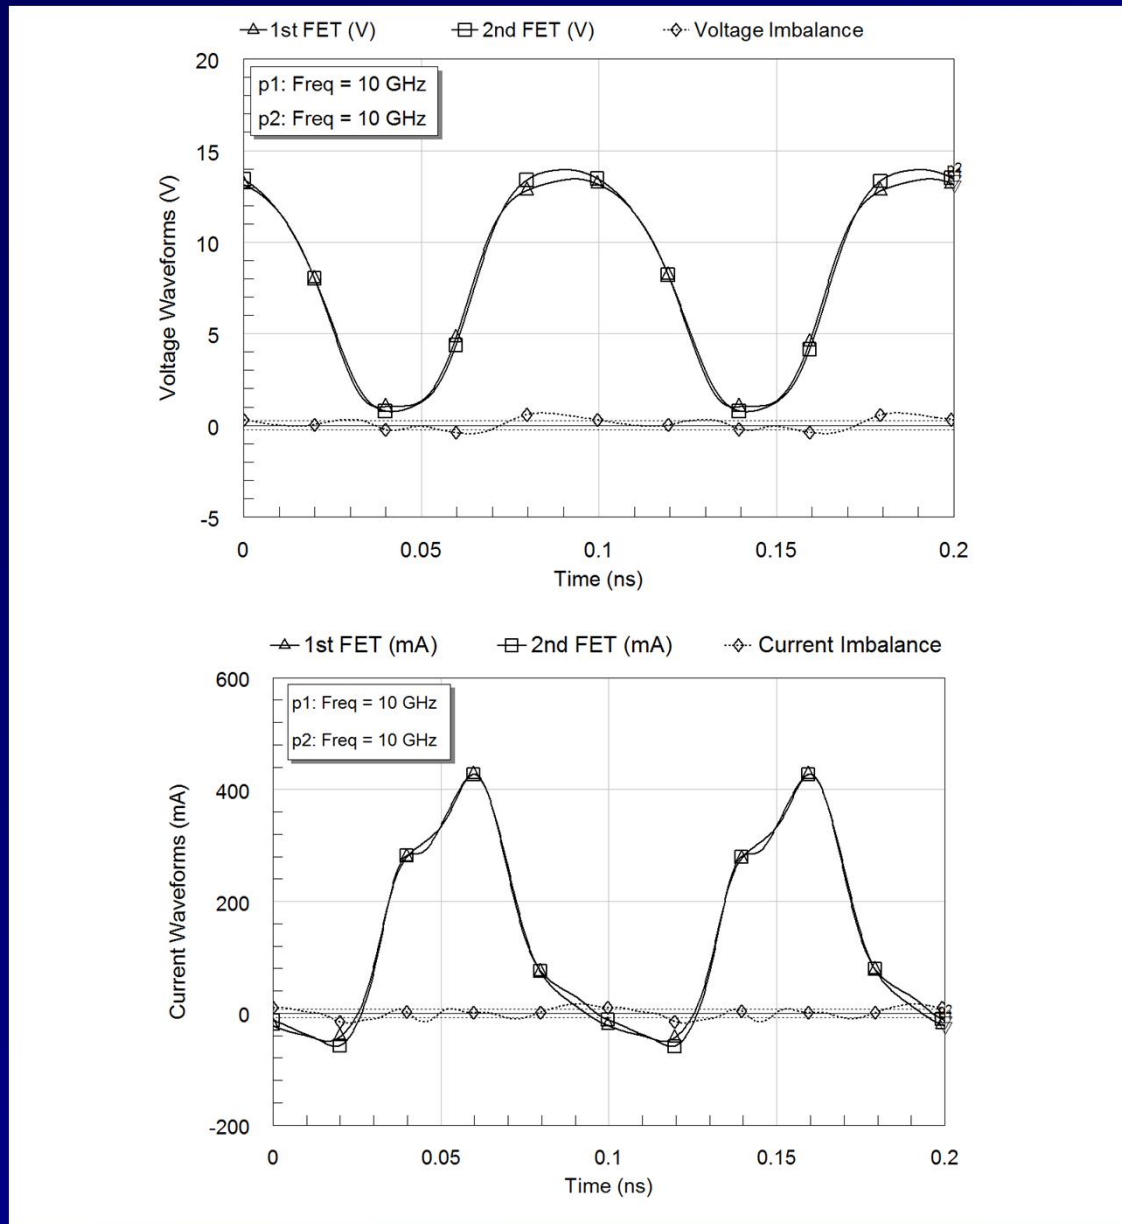 1st FET (V) 2nd FET (V) Voltage Imbalance
20
p1: Freq = 10 GHz
p2: Freq = 10 GHz
15
p2
10
5
0
-5
Voltage Waveforms (V)
0 0.05 0.1 0.15 0.2
Time (ns)
1st FET (mA) 2nd FET (mA) Current Imbalance
600
p1: Freq = 10 GHz
p2: Freq = 10 GHz
400
200
0
-200
Current Waveforms (mA)
0 0.05 0.1 0.15 0.2
Time (ns)